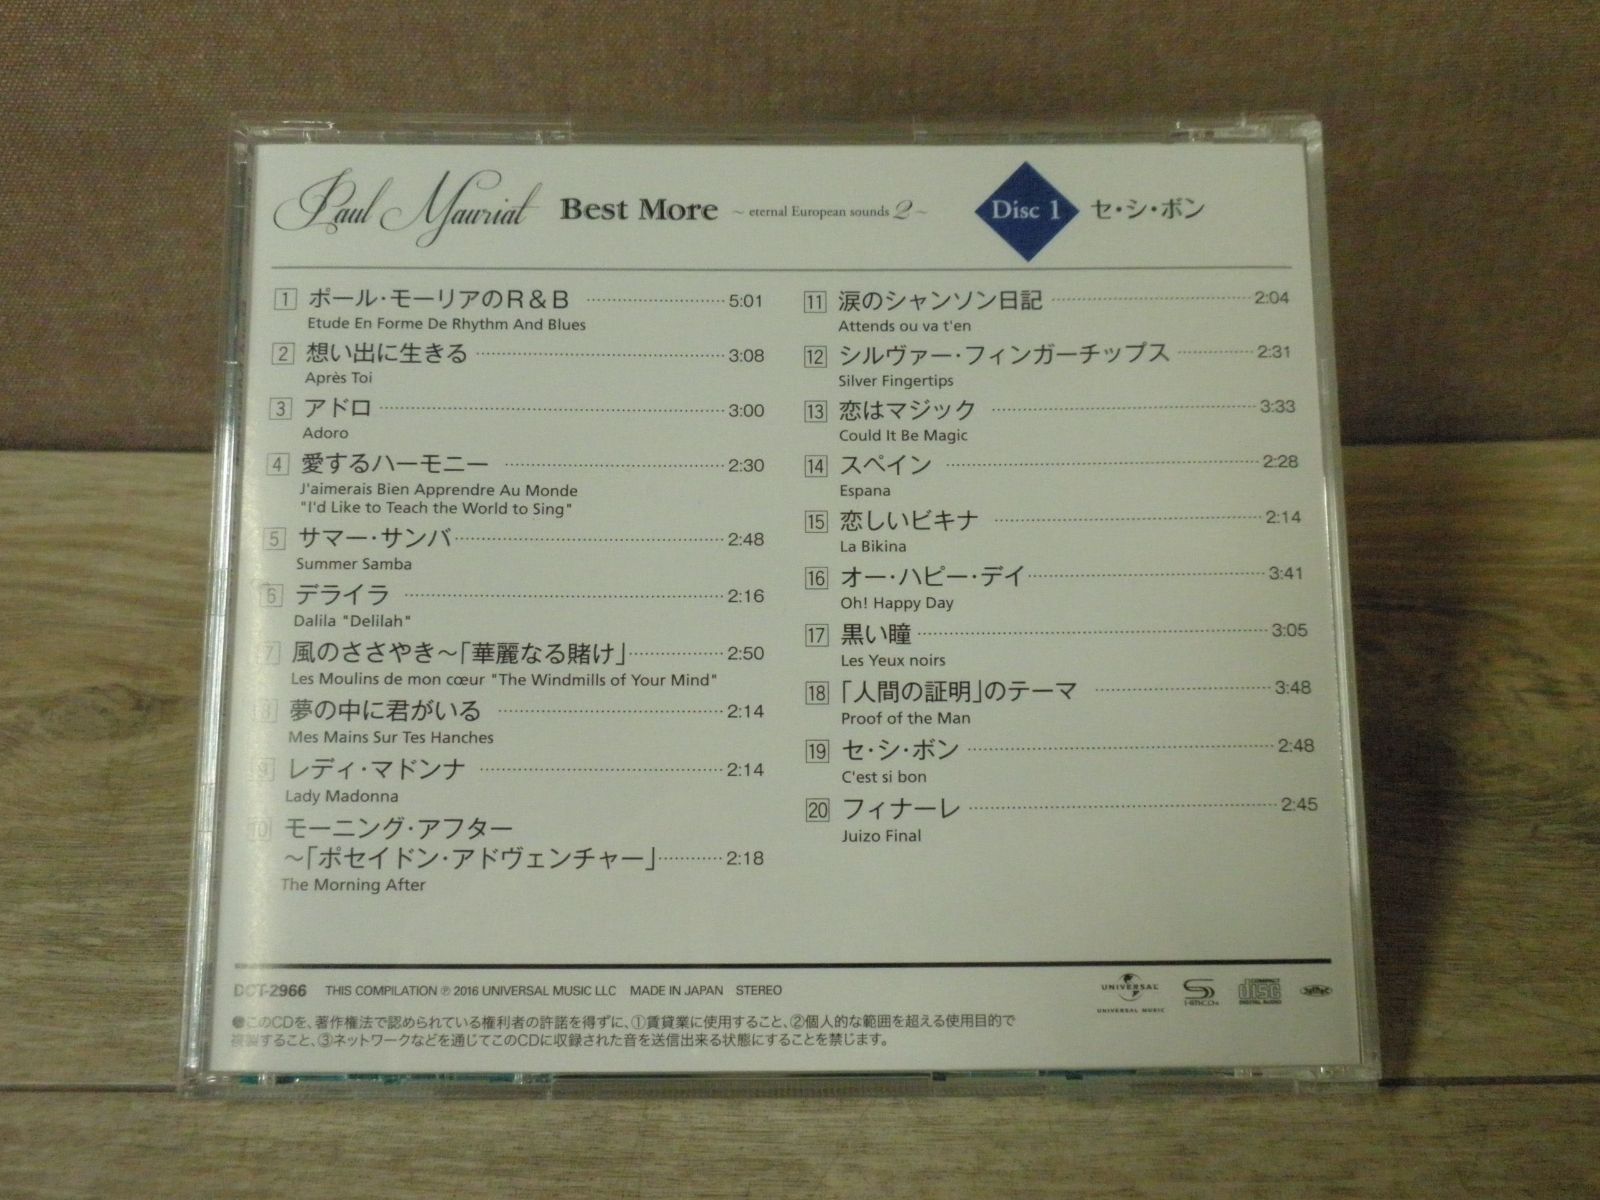 Paul Mauriat Best More ～eternal European sounds 2～ Disc 1 セ・シ・ボン
1 ポール・モーリアのR&B 5:01
Etude En Forme De Rhythm And Blues
2 想い出に生きる 3:08
Après Toi
3 アドロ 3:00
Adoro
4 愛するハーモニー 2:30
J'aimerais Bien Apprendre Au Monde
"I'd Like to Teach the World to Sing"
5 サマー・サンバ 2:48
Summer Samba
6 デライラ 2:16
Dalila "Delilah"
7 風のささやき～「華麗なる賭け」 2:50
Les Moulins de mon cœur "The Windmills of Your Mind"
8 夢の中に君がいる 2:14
Mes Mains Sur Tes Hanches
9 レディ・マドンナ 2:14
Lady Madonna
10 モーニング・アフター
～「ポセイドン・アドヴェンチャー」 2:18
The Morning After
11 涙のシャンソン日記 2:04
Attends ou va t'en
12 シルヴァー・フィンガーチップス 2:31
Silver Fingertips
13 恋はマジック 3:33
Could It Be Magic
14 スペイン 2:28
Espana
15 恋しいビキナ 2:14
La Bikina
16 オー・ハピー・デイ 3:41
Oh! Happy Day
17 黒い瞳 3:05
Les Yeux noirs
18 「人間の証明」のテーマ 3:48
Proof of the Man
19 セ・シ・ボン 2:48
C'est si bon
20 フィナーレ 2:45
Juizo Final
DCT-2966 THIS COMPILATION ℗ 2016 UNIVERSAL MUSIC LLC MADE IN JAPAN STEREO
UNIVERSAL
UNIVERSAL MUSIC
COMPACT
disc
DIGITAL AUDIO
●このCDを、著作権法で認められている権利者の許諾を得ずに、①賃貸業に使用すること、②個人的な範囲を超える使用目的で
複製すること、③ネットワークなどを通じてこのCDに収録された音を送信出来る状態にすることを禁じます。